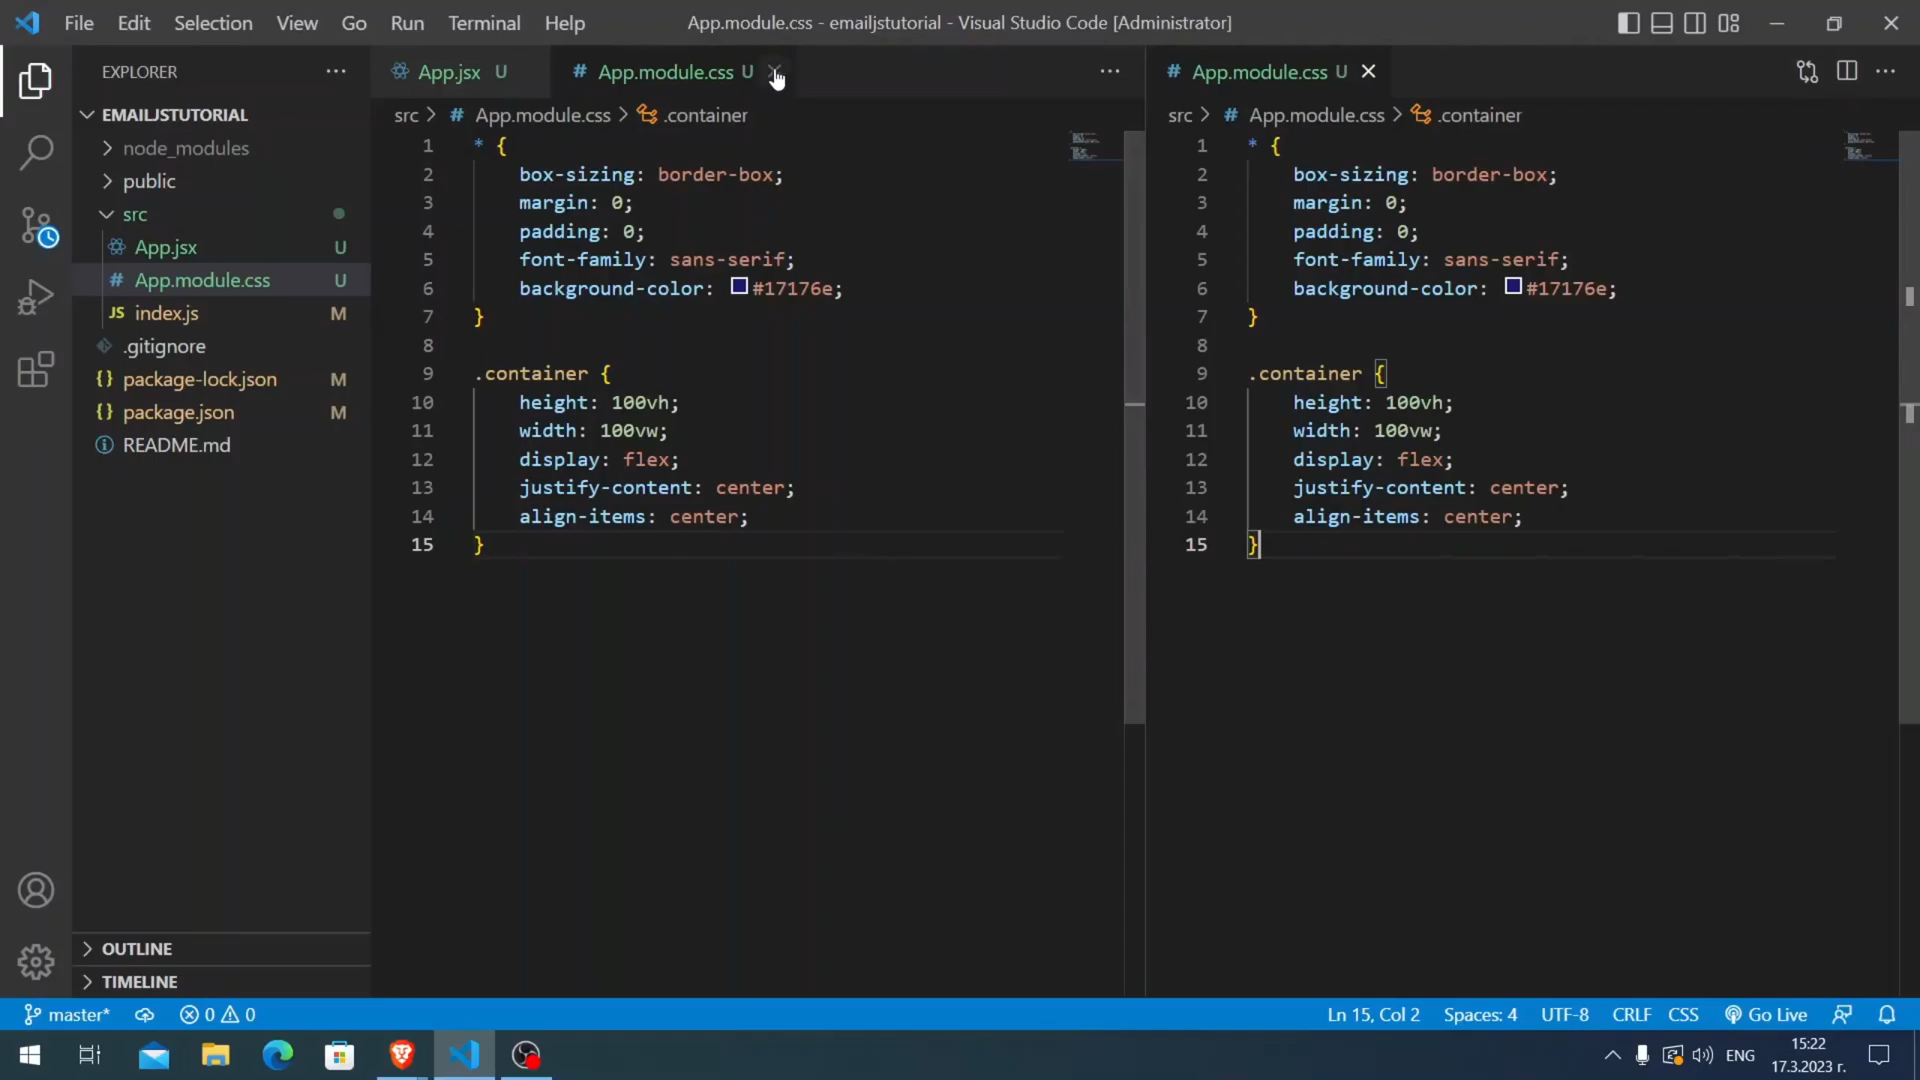 File Edit Selection View Go Run Terminal Help
App.module.css - emailjstutorial - Visual Studio Code [Administrator]
EXPLORER
EMAILJSTUTORIAL
node_modules
public
src
App.jsx U
App.module.css U
index.js M
.gitignore
package-lock.json M
package.json M
README.md
OUTLINE
TIMELINE
App.jsx U
App.module.css U
src > App.module.css > .container
1 * {
2 box-sizing: border-box;
3 margin: 0;
4 padding: 0;
5 font-family: sans-serif;
6 background-color: #17176e;
7 }
8
9 .container {
10 height: 100vh;
11 width: 100vw;
12 display: flex;
13 justify-content: center;
14 align-items: center;
15 }
App.module.css U
src > App.module.css > .container
1 * {
2 box-sizing: border-box;
3 margin: 0;
4 padding: 0;
5 font-family: sans-serif;
6 background-color: #17176e;
7 }
8
9 .container {
10 height: 100vh;
11 width: 100vw;
12 display: flex;
13 justify-content: center;
14 align-items: center;
15 }
master* 0 0 Ln 15, Col 2 Spaces: 4 UTF-8 CRLF CSS Go Live
ENG
15:22
17.3.2023 г.